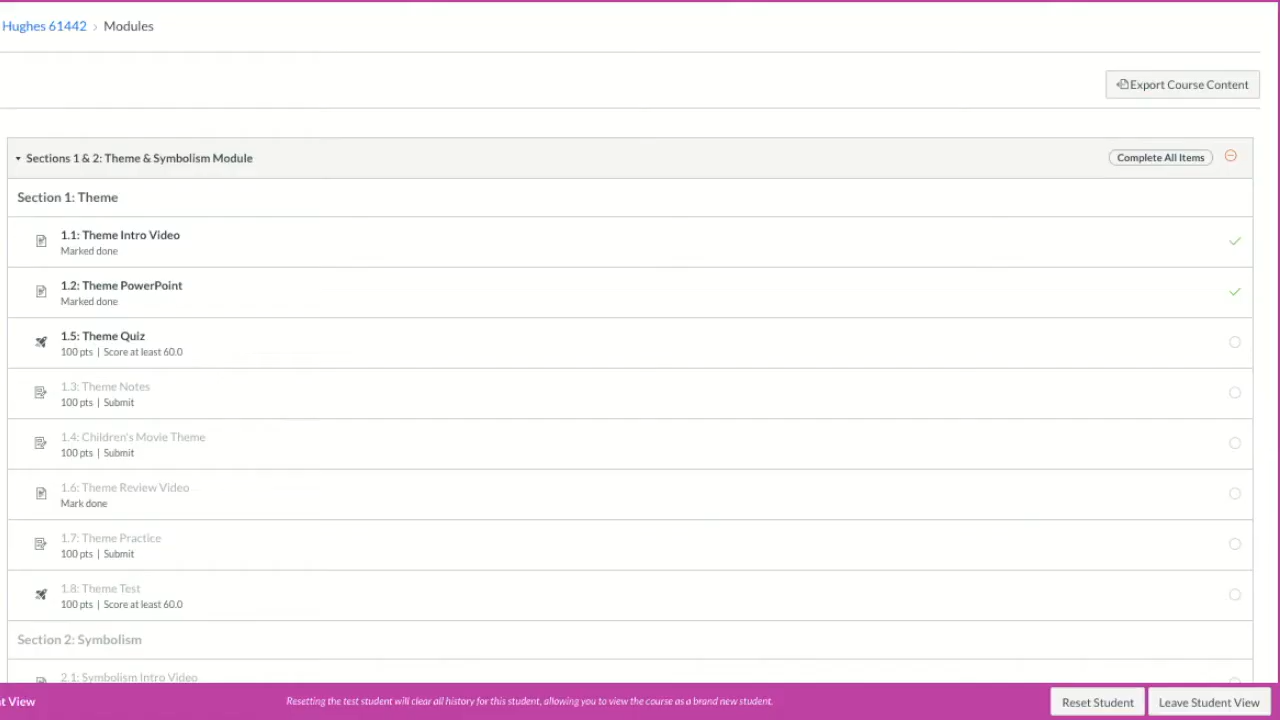 Hughes 61442 › Modules
Export Course Content
Sections 1 & 2: Theme & Symbolism Module
Complete All Items
Section 1: Theme
1.1: Theme Intro Video
Marked done
1.2: Theme PowerPoint
Marked done
1.5: Theme Quiz
100 pts | Score at least 60.0
1.3: Theme Notes
100 pts | Submit
1.4: Children's Movie Theme
100 pts | Submit
1.6: Theme Review Video
Mark done
1.7: Theme Practice
100 pts | Submit
1.8: Theme Test
100 pts | Score at least 60.0
Section 2: Symbolism
2.1: Symbolism Intro Video
t View
Resetting the test student will clear all history for this student, allowing you to view the course as a brand new student.
Reset Student
Leave Student View